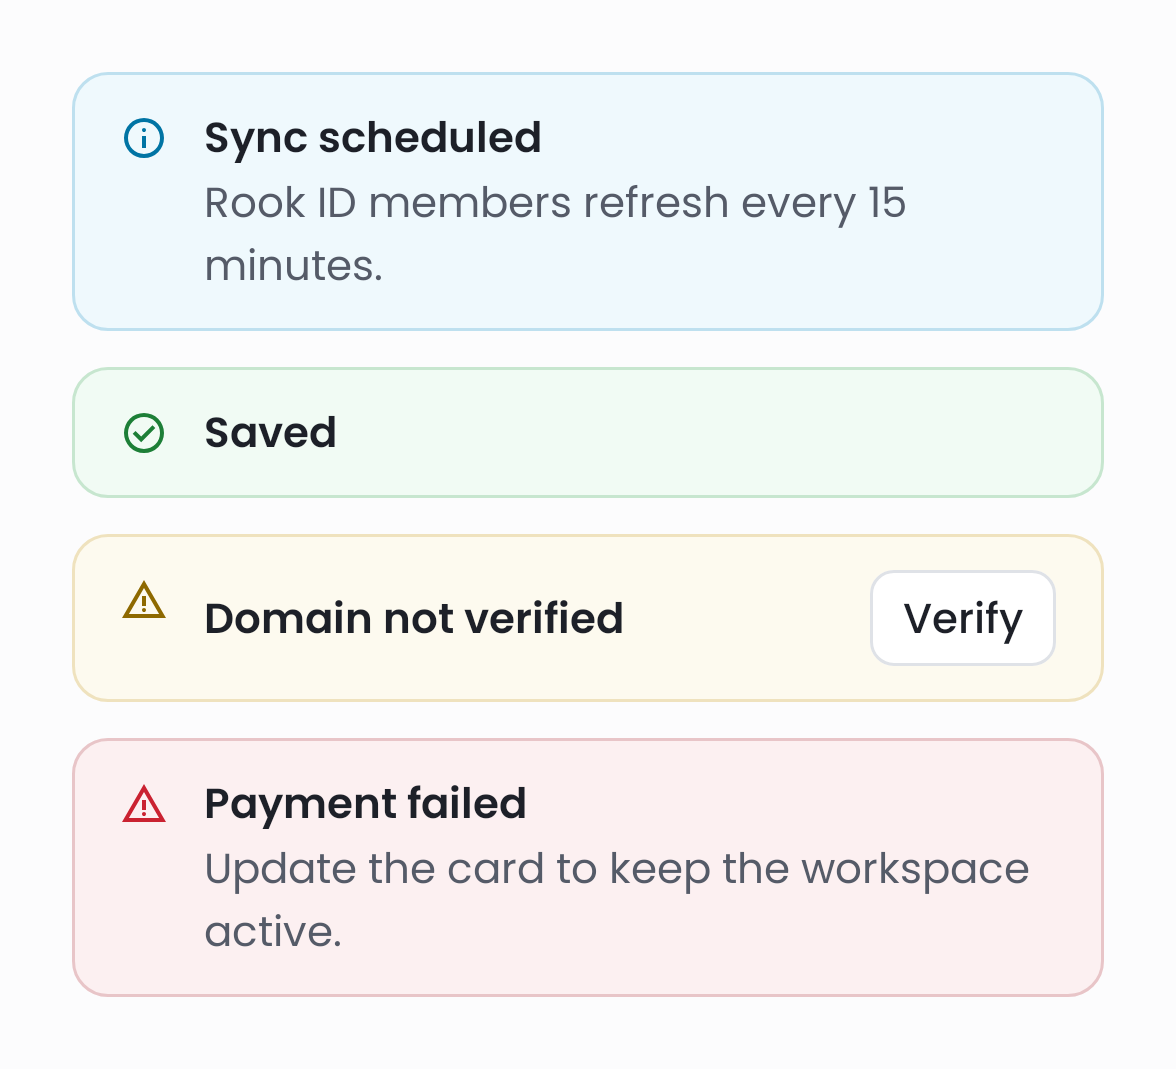 Sync scheduled
Rook ID members refresh every 15
minutes.
Saved
Domain not verified
Verify
Payment failed
Update the card to keep the workspace
active.